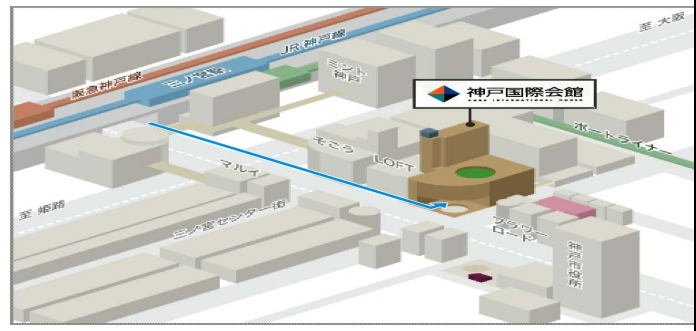 至 大阪
JR 神戸線
阪急神戸線
三ノ宮駅
ミント
神戸
神戸国際会館
KOBE INTERNATIONAL HOUSE
ポートライナー
そごう
LOFT
マルイ
至 姫路
三ノ宮センター街
フラワー
ロード
神戸市役所